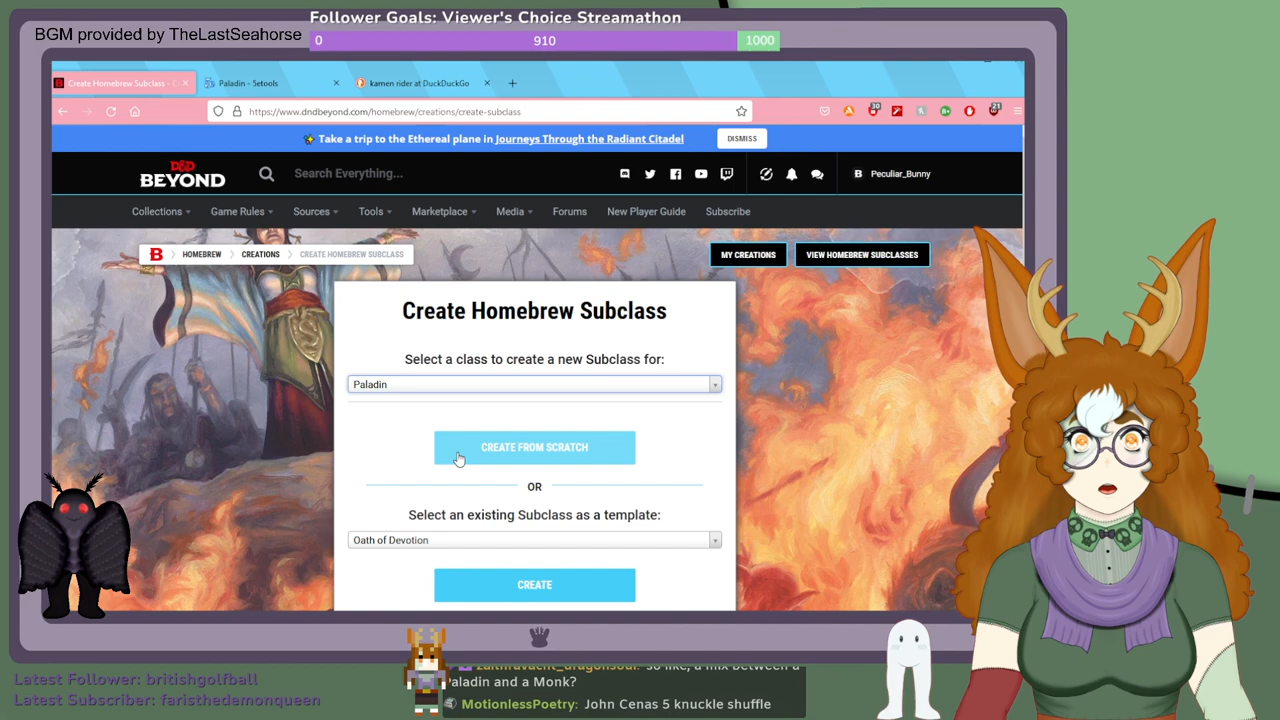 Follower Goals: Viewer's Choice Streamathon
BGM provided by TheLastSeahorse
0 910 1000
Create Homebrew Subclass - C
Paladin - 5etools
kamen rider at DuckDuckGo
https://www.dndbeyond.com/homebrew/creations/create-subclass
30
21
Take a trip to the Ethereal plane in Journeys Through the Radiant Citadel
DISMISS
D&D
BEYOND
Search Everything...
Peculiar_Bunny
Collections
Game Rules
Sources
Tools
Marketplace
Media
Forums
New Player Guide
Subscribe
B HOMEBREW CREATIONS CREATE HOMEBREW SUBCLASS
MY CREATIONS
VIEW HOMEBREW SUBCLASSES
Create Homebrew Subclass
Select a class to create a new Subclass for:
Paladin
CREATE FROM SCRATCH
OR
Select an existing Subclass as a template:
Oath of Devotion
CREATE
so like, a mix between a
Paladin and a Monk?
MotionlessPoetry: John Cenas 5 knuckle shuffle
Latest Follower: britishgolfball
Latest Subscriber: faristhedemonqueen